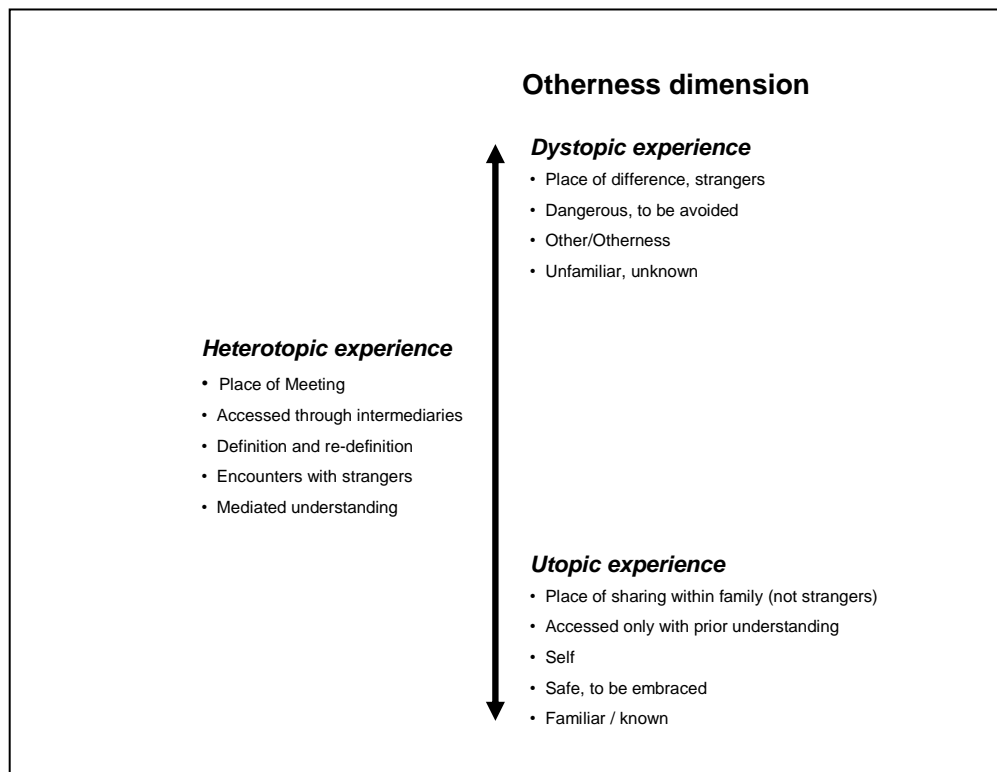 Otherness dimension
Dystopic experience
• Place of difference, strangers
• Dangerous, to be avoided
• Other/Otherness
• Unfamiliar, unknown
Heterotopic experience
• Place of Meeting
• Accessed through intermediaries
• Definition and re-definition
• Encounters with strangers
• Mediated understanding
Utopic experience
• Place of sharing within family (not strangers)
• Accessed only with prior understanding
• Self
• Safe, to be embraced
• Familiar / known